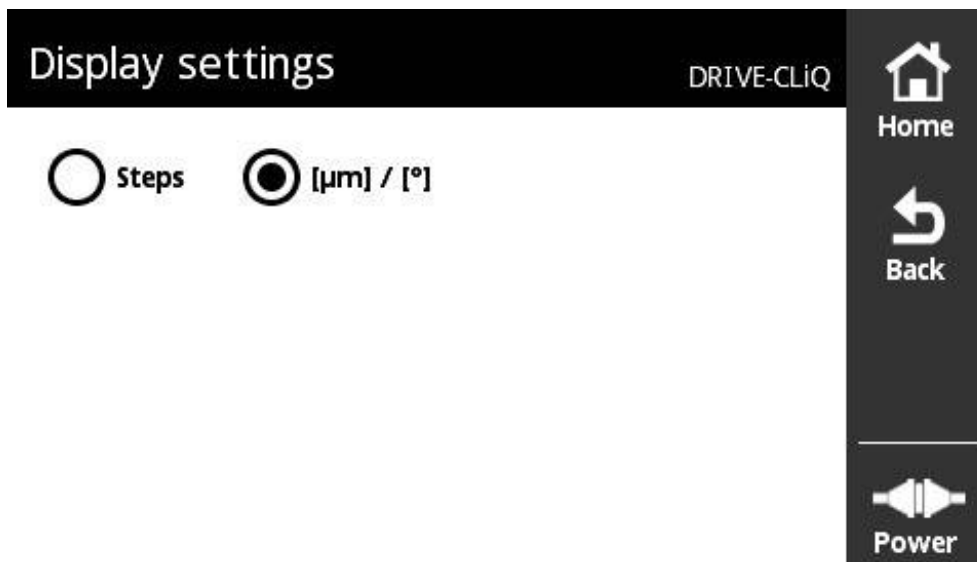 Display settings
DRIVE-CLiQ
Steps
[µm] / [°]
Home
Back
Power